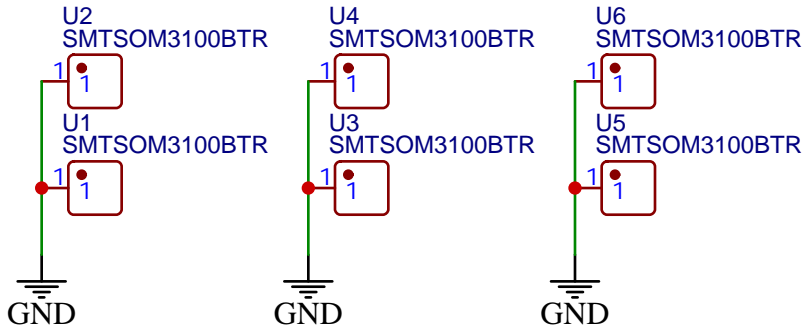 U2
SMTSOM3100BTR
1
1
U1
SMTSOM3100BTR
1
1
GND
U4
SMTSOM3100BTR
1
1
U3
SMTSOM3100BTR
1
1
GND
U6
SMTSOM3100BTR
1
1
U5
SMTSOM3100BTR
1
1
GND